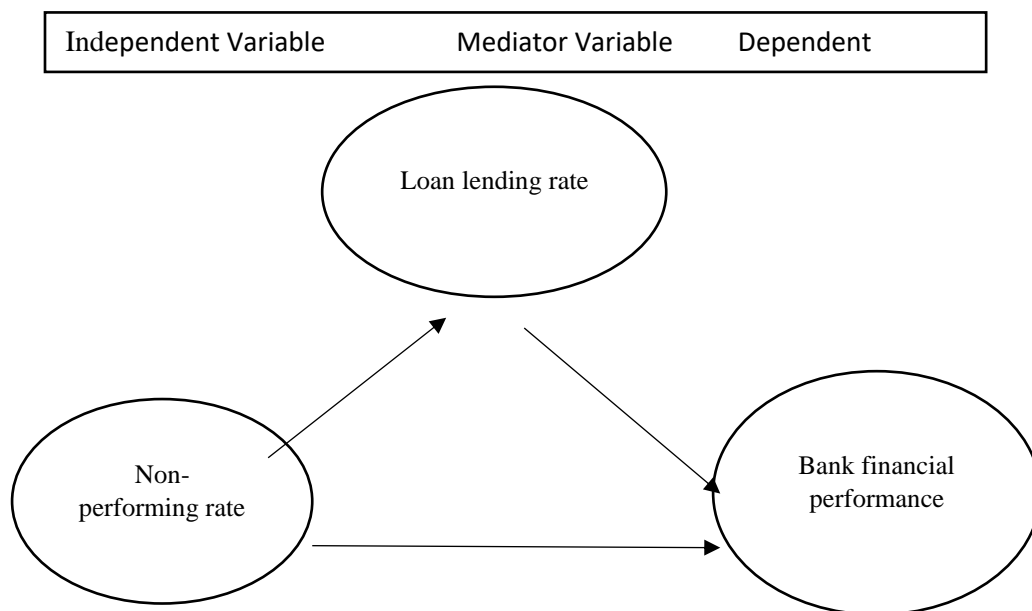 Independent Variable Mediator Variable Dependent
Loan lending rate
Non-
performing rate
Bank financial
performance